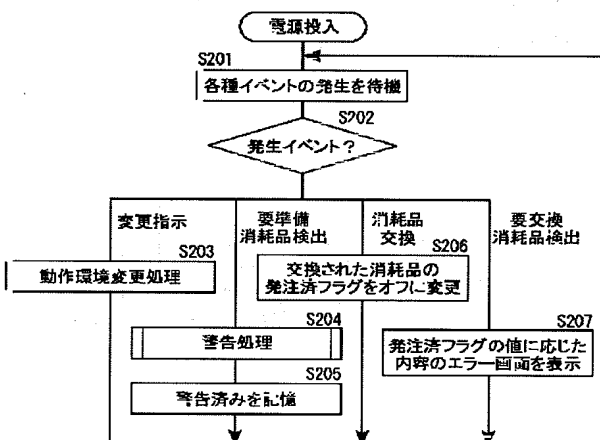 電源投入
S201
各種イベントの発生を待機
S202
発生イベント?
変更指示
要準備
消耗品検出
消耗品
交換
要交換
消耗品検出
S203
動作環境変更処理
S206
交換された消耗品の
発注済フラグをオフに変更
S204
警告処理
S207
発注済フラグの値に応じた
内容のエラー画面を表示
S205
警告済みを記憶